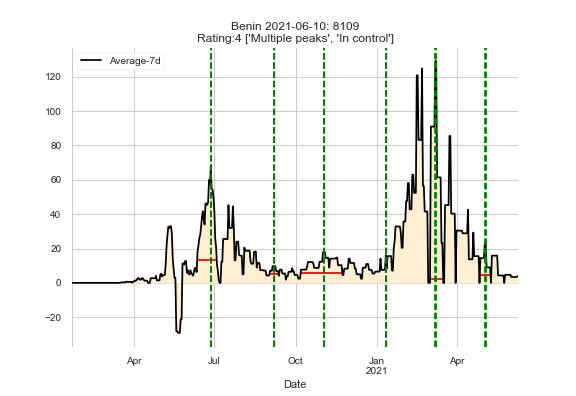 Benin 2021-06-10: 8109
Rating:4 ['Multiple peaks', 'In control']
Average-7d
120
100
80
60
40
20
0
−20
Apr
Jul
Oct
Jan
2021
Apr
Date